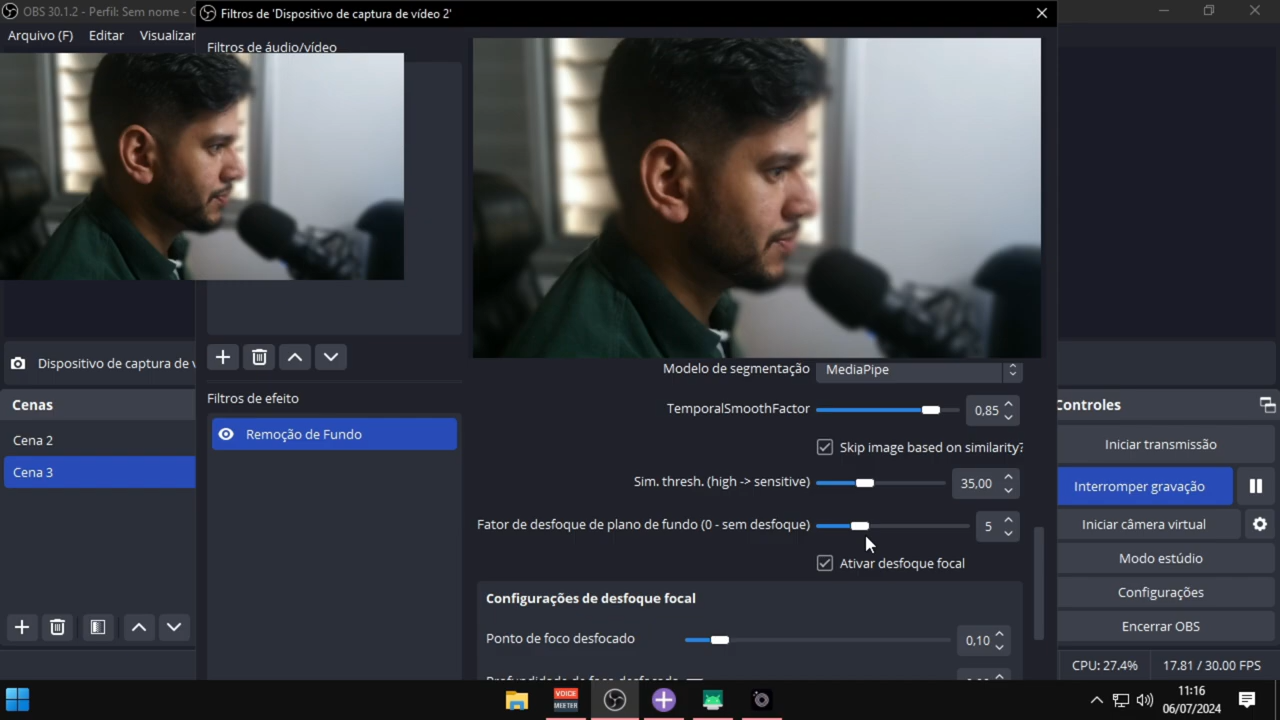 OBS 30.1.2 - Perfil: Sem nome - C
Filtros de 'Dispositivo de captura de vídeo 2'
Arquivo (F)
Editar
Visualizar
Filtros de áudio/vídeo
Dispositivo de captura de v
Cenas
Cena 2
Cena 3
Filtros de efeito
Remoção de Fundo
Modelo de segmentação
MediaPipe
TemporalSmoothFactor
0,85
Skip image based on similarity?
Sim. thresh. (high -> sensitive)
35,00
Fator de desfoque de plano de fundo (0 - sem desfoque)
5
Ativar desfoque focal
Configurações de desfoque focal
Ponto de foco desfocado
0,10
Controles
Iniciar transmissão
Interromper gravação
Iniciar câmera virtual
Modo estúdio
Configurações
Encerrar OBS
CPU: 27.4%
17.81 / 30.00 FPS
VOICE
MEETER
11:16
06/07/2024